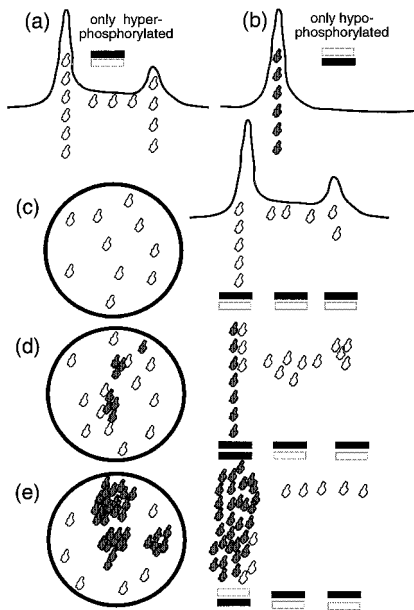 (a)
only hyper-
phosphorylated
(b)
only hypo-
phosphorylated
(c)
(d)
(e)